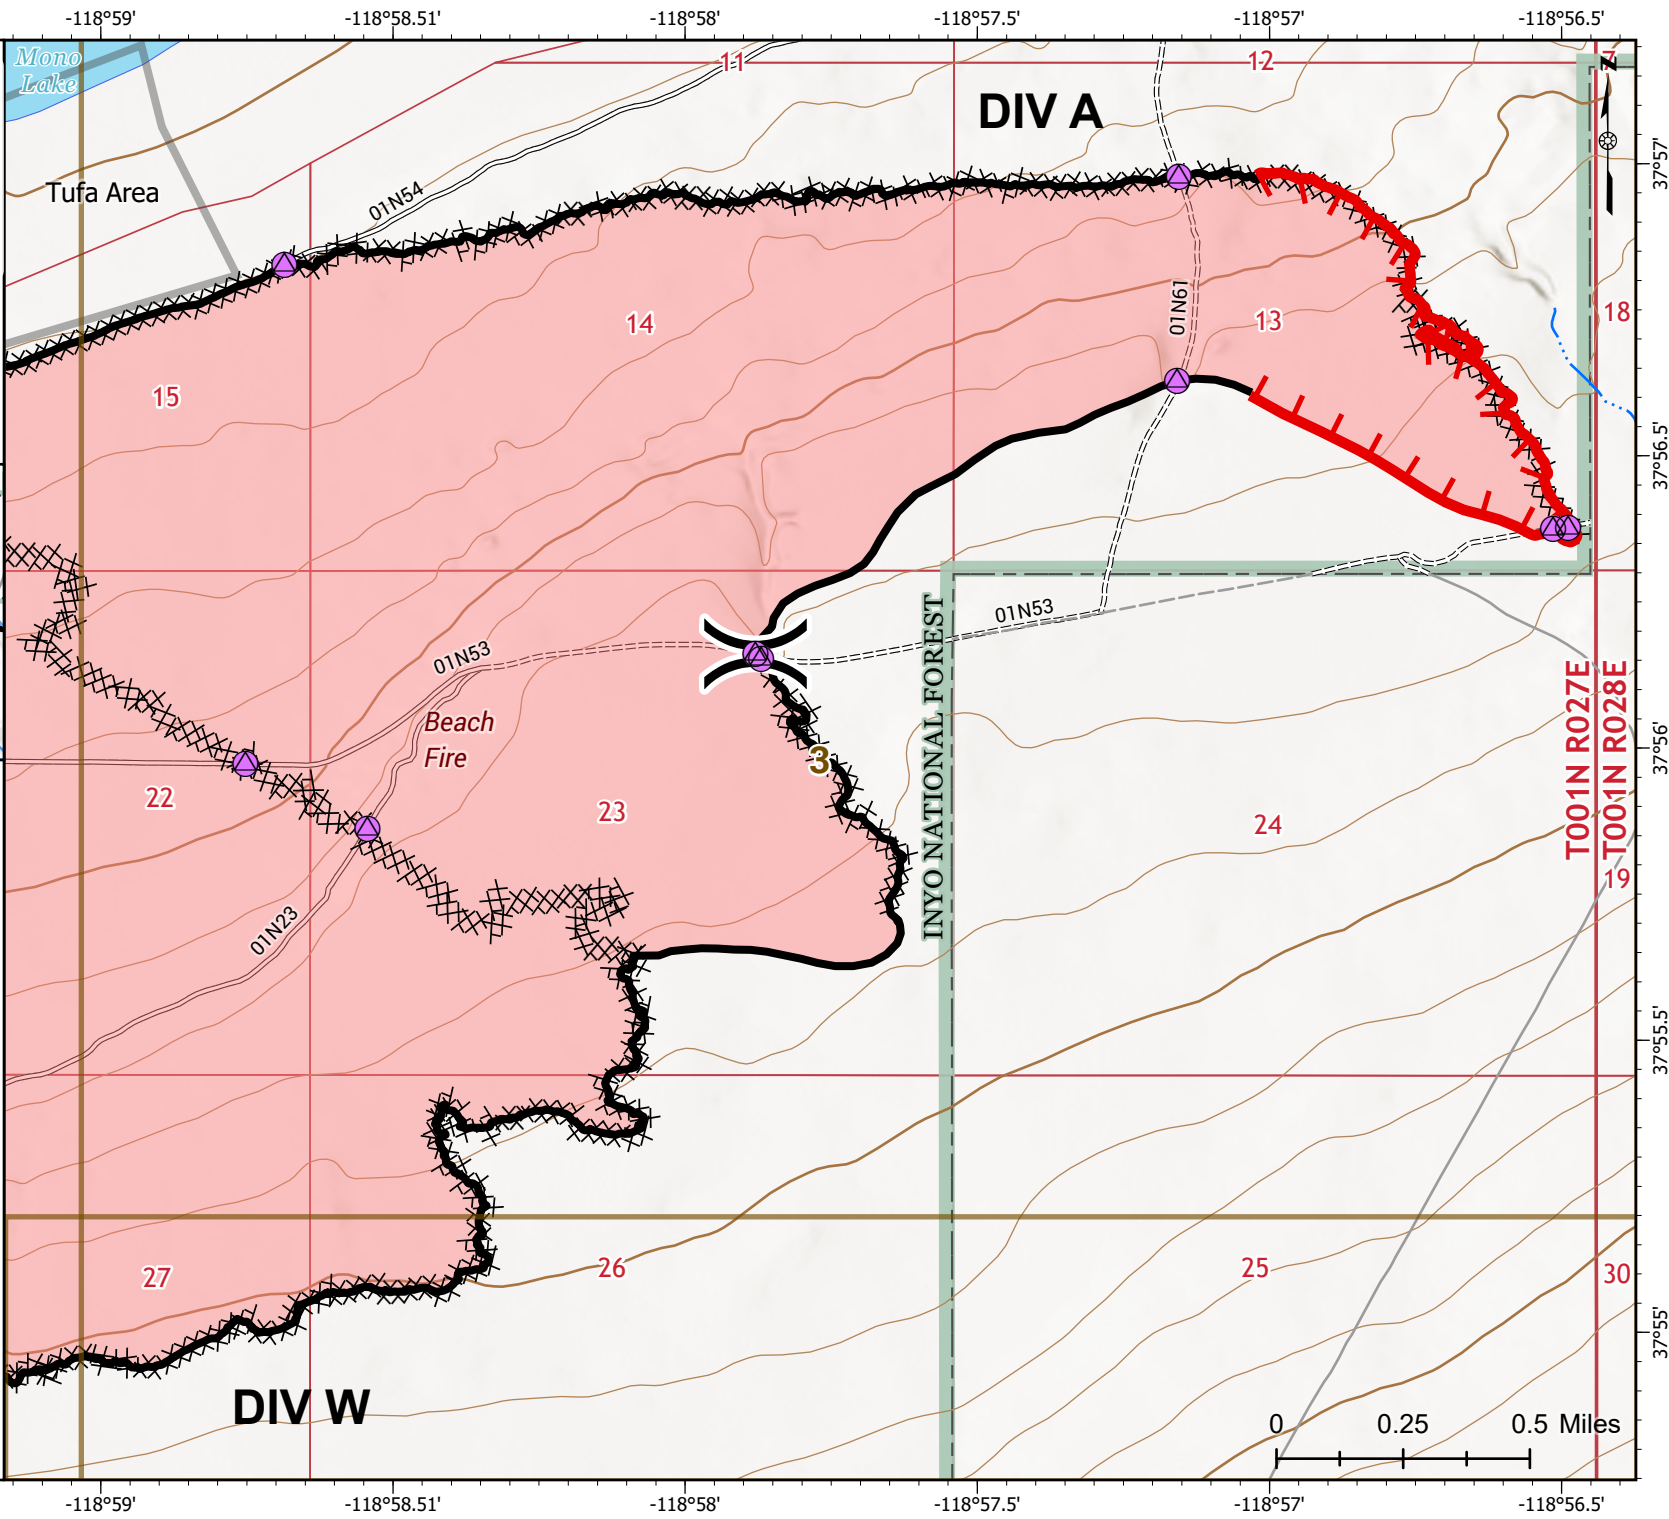 -118°59'
-118°58.51'
-118°58'
-118°57.5'
-118°57'
-118°56.5'
Mono
Lake
11
12
7
N
DIV A
37°57'
Tufa Area
01N54
01N61
14
13
18
15
37°56.5'
01N53
01N53
INYO NATIONAL FOREST
T001N R027E
T001N R028E
Beach
Fire
3
37°56'
22
23
24
19
01N23
37°55.5'
27
26
25
30
37°55'
DIV W
0
0.25
0.5 Miles
-118°59'
-118°58.51'
-118°58'
-118°57.5'
-118°57'
-118°56.5'